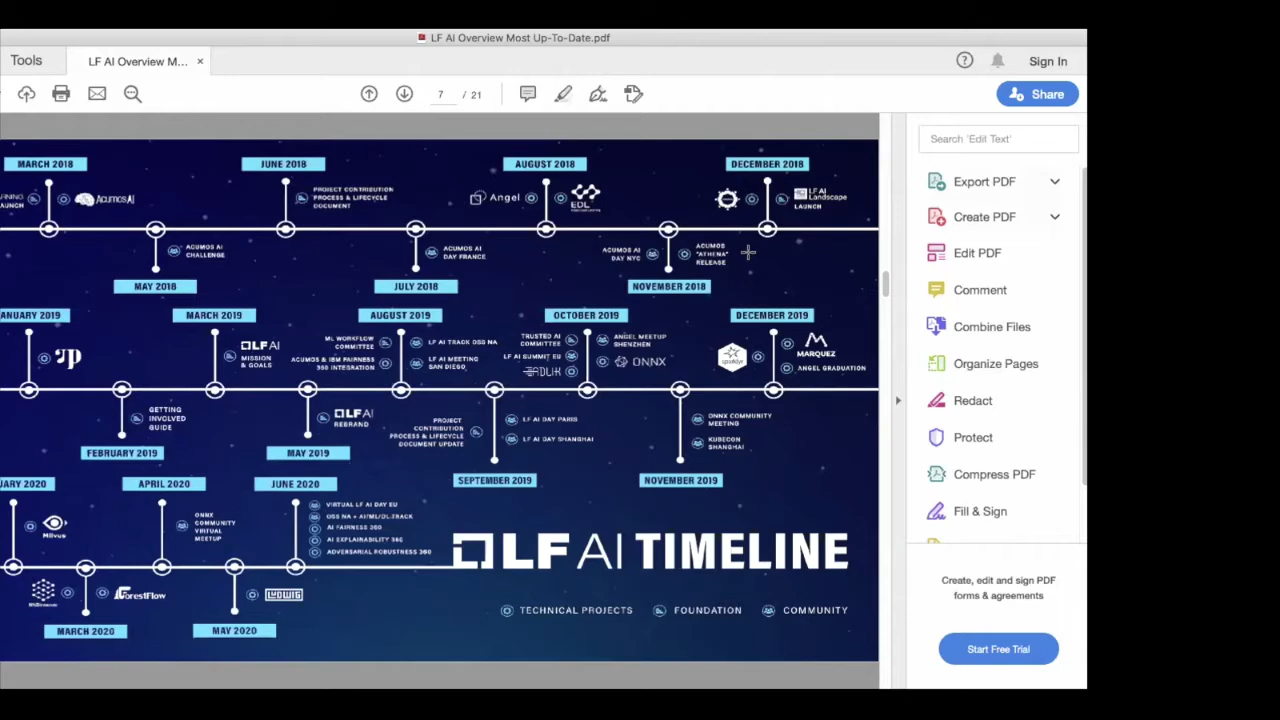 LF AI Overview Most Up-To-Date.pdf
Tools
LF AI Overview M... ×
Sign In
7 / 21
Share
MARCH 2018
JUNE 2018
AUGUST 2018
DECEMBER 2018
LAUNCH
Acumos AI
PROJECT CONTRIBUTION
PROCESS & LIFECYCLE
DOCUMENT
Angel
EDL
LF AI
Landscape
LAUNCH
ACUMOS AI
CHALLENGE
ACUMOS AI
DAY FRANCE
ACUMOS AI
DAY NYC
ACUMOS
"ATHENA"
RELEASE
MAY 2018
JULY 2018
NOVEMBER 2018
ANUARY 2019
MARCH 2019
AUGUST 2019
OCTOBER 2019
DECEMBER 2019
LF AI
MISSION
& GOALS
ML WORKFLOW
COMMITTEE
ACUMOS & IBM FAIRNESS
360 INTEGRATION
LF AI TRACK OSS NA
LF AI MEETING
SAN DIEGO
TRUSTED AI
COMMITTEE
LF AI SUMMIT EU
ADLIK
ANGEL MEETUP
SHENZHEN
ONNX
sparklyr
MARQUEZ
ANGEL GRADUATION
GETTING
INVOLVED
GUIDE
LF AI
REBRAND
PROJECT
CONTRIBUTION
PROCESS & LIFECYCLE
DOCUMENT UPDATE
LF AI DAY PARIS
LF AI DAY SHANGHAI
ONNX COMMUNITY
MEETING
KUBECON
SHANGHAI
FEBRUARY 2019
MAY 2019
SEPTEMBER 2019
NOVEMBER 2019
UARY 2020
APRIL 2020
JUNE 2020
Milvus
ONNX
COMMUNITY
VIRTUAL
MEETUP
VIRTUAL LF AI DAY EU
OSS NA + AI/ML/DL TRACK
AI FAIRNESS 360
AI EXPLAINABILITY 360
ADVERSARIAL ROBUSTNESS 360
LF AI TIMELINE
ForestFlow
LUDWIG
TECHNICAL PROJECTS
FOUNDATION
COMMUNITY
MARCH 2020
MAY 2020
Search 'Edit Text'
Export PDF
Create PDF
Edit PDF
Comment
Combine Files
Organize Pages
Redact
Protect
Compress PDF
Fill & Sign
Create, edit and sign PDF
forms & agreements
Start Free Trial